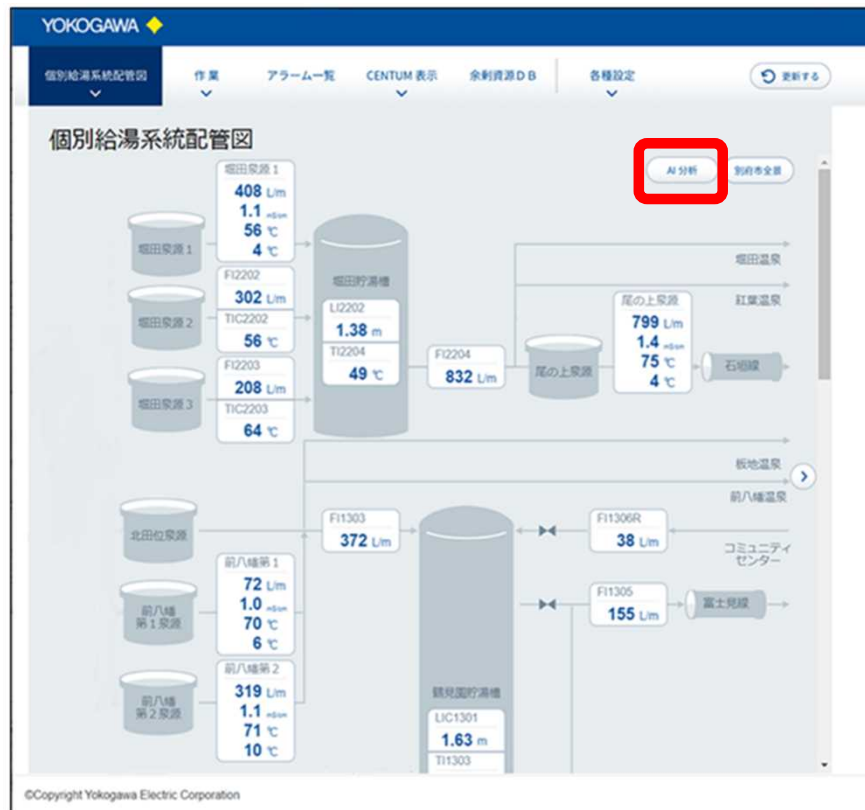 YOKOGAWA
個別給湯系統配管図
作業
アラーム一覧
CENTUM 表示
余剰資源DB
各種設定
更新する
個別給湯系統配管図
AI 分析
別府市全景
堀田泉源 1
408 L/m
1.1
56 ℃
4 ℃
堀田泉源 1
FI2202
302 L/m
TIC2202
56 ℃
堀田泉源 2
FI2203
208 L/m
TIC2203
64 ℃
堀田泉源 3
堀田貯湯槽
LI2202
1.38 m
TI2204
49 ℃
FI2204
832 L/m
尾の上泉源
尾の上泉源
799 L/m
1.4
75 ℃
4 ℃
堀田温泉
紅葉温泉
石垣線
板地温泉
前八幡温泉
北田位泉源
FI1303
372 L/m
FI1306R
38 L/m
コミュニティ
センター
前八幡第 1
72 L/m
1.0
70 ℃
6 ℃
前八幡
第1泉源
FI1305
155 L/m
富士見線
前八幡第 2
319 L/m
1.1
71 ℃
10 ℃
前八幡
第2泉源
鶴見園貯湯槽
LIC1301
1.63 m
TI1303
©Copyright Yokogawa Electric Corporation